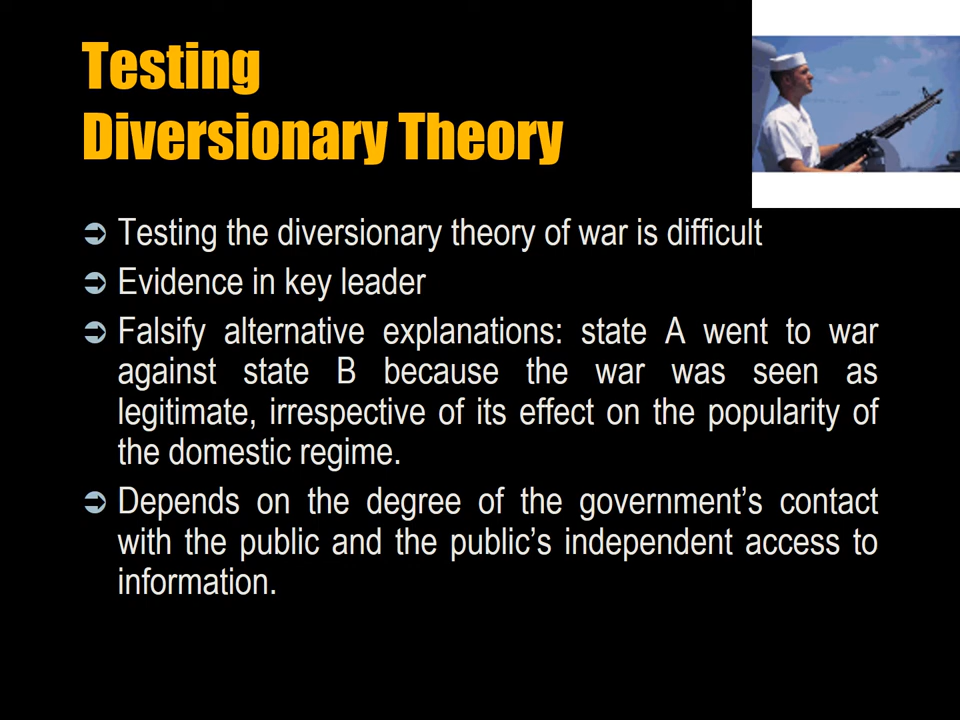 Testing
Diversionary Theory
Testing the diversionary theory of war is difficult
Evidence in key leader
Falsify alternative explanations: state A went to war
against state B because the war was seen as
legitimate, irrespective of its effect on the popularity of
the domestic regime.
Depends on the degree of the government’s contact
with the public and the public’s independent access to
information.